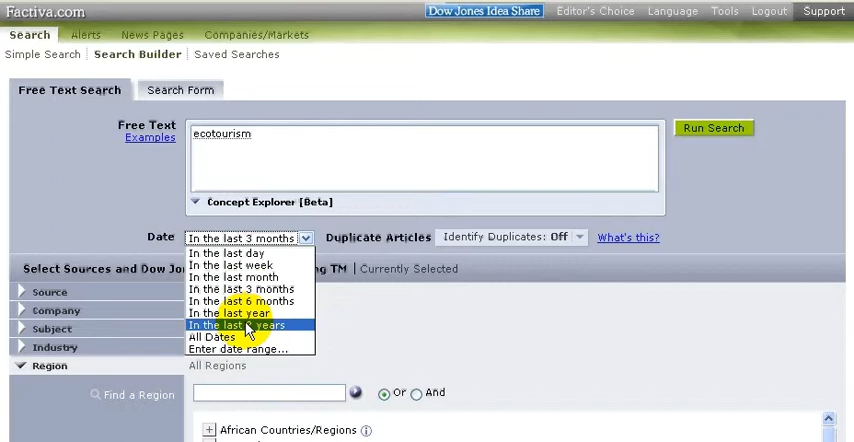 Factiva.com Dow Jones Idea Share Editor's Choice Language Tools Logout Support
Search Alerts News Pages Companies/Markets
Simple Search Search Builder Saved Searches
Free Text Search Search Form
Free Text ecotourism Run Search
Examples
Concept Explorer [Beta]
Date In the last 3 months Duplicate Articles Identify Duplicates: Off What's this?
In the last day
In the last week
Select Sources and Dow Jo ng TM Currently Selected
In the last month
In the last 3 months
Source
In the last 6 months
Company
In the last year
In the last years
Subject
All Dates
Industry
Enter date range...
Region All Regions
Find a Region Or And
African Countries/Regions